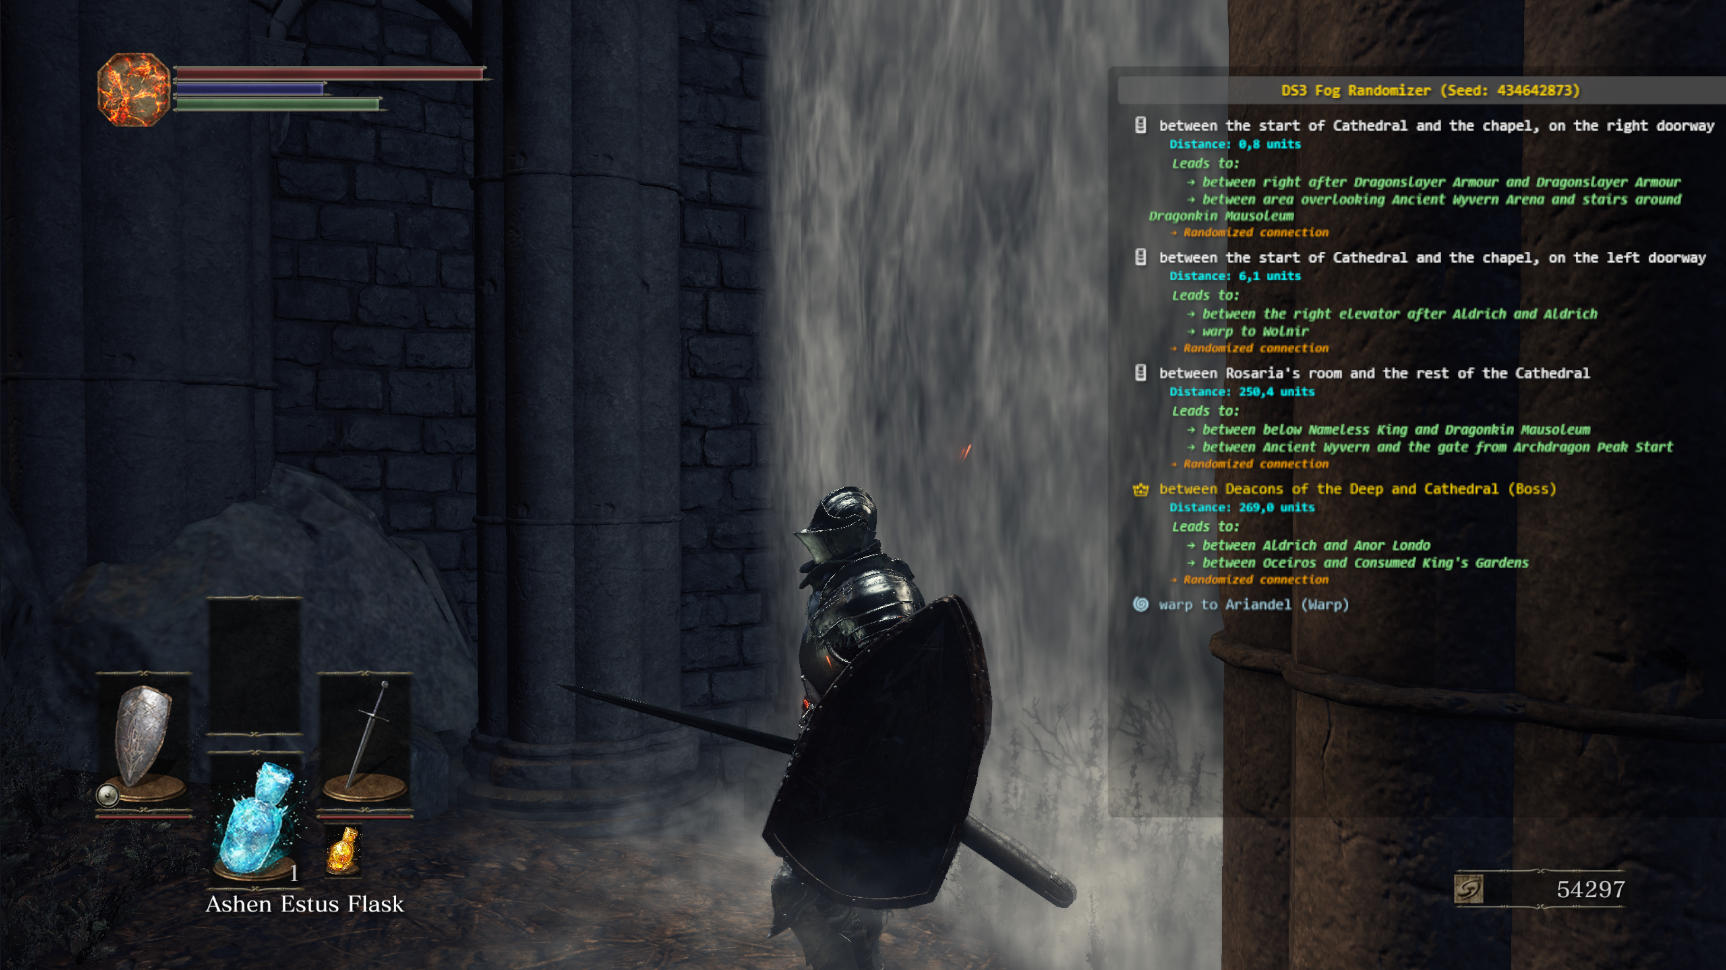 DS3 Fog Randomizer (Seed: 434642873)
between the start of Cathedral and the chapel, on the right doorway
Distance: 0,8 units
Leads to:
→ between right after Dragonslayer Armour and Dragonslayer Armour
→ between area overlooking Ancient Wyvern Arena and stairs around
Dragonkin Mausoleum
→ Randomized connection
between the start of Cathedral and the chapel, on the left doorway
Distance: 6,1 units
Leads to:
→ between the right elevator after Aldrich and Aldrich
→ warp to Wolnir
→ Randomized connection
between Rosaria's room and the rest of the Cathedral
Distance: 250,4 units
Leads to:
→ between below Nameless King and Dragonkin Mausoleum
→ between Ancient Wyvern and the gate from Archdragon Peak Start
→ Randomized connection
between Deacons of the Deep and Cathedral (Boss)
Distance: 269,0 units
Leads to:
→ between Aldrich and Anor Londo
→ between Oceiros and Consumed King's Gardens
→ Randomized connection
warp to Ariandel (Warp)
1
Ashen Estus Flask
54297